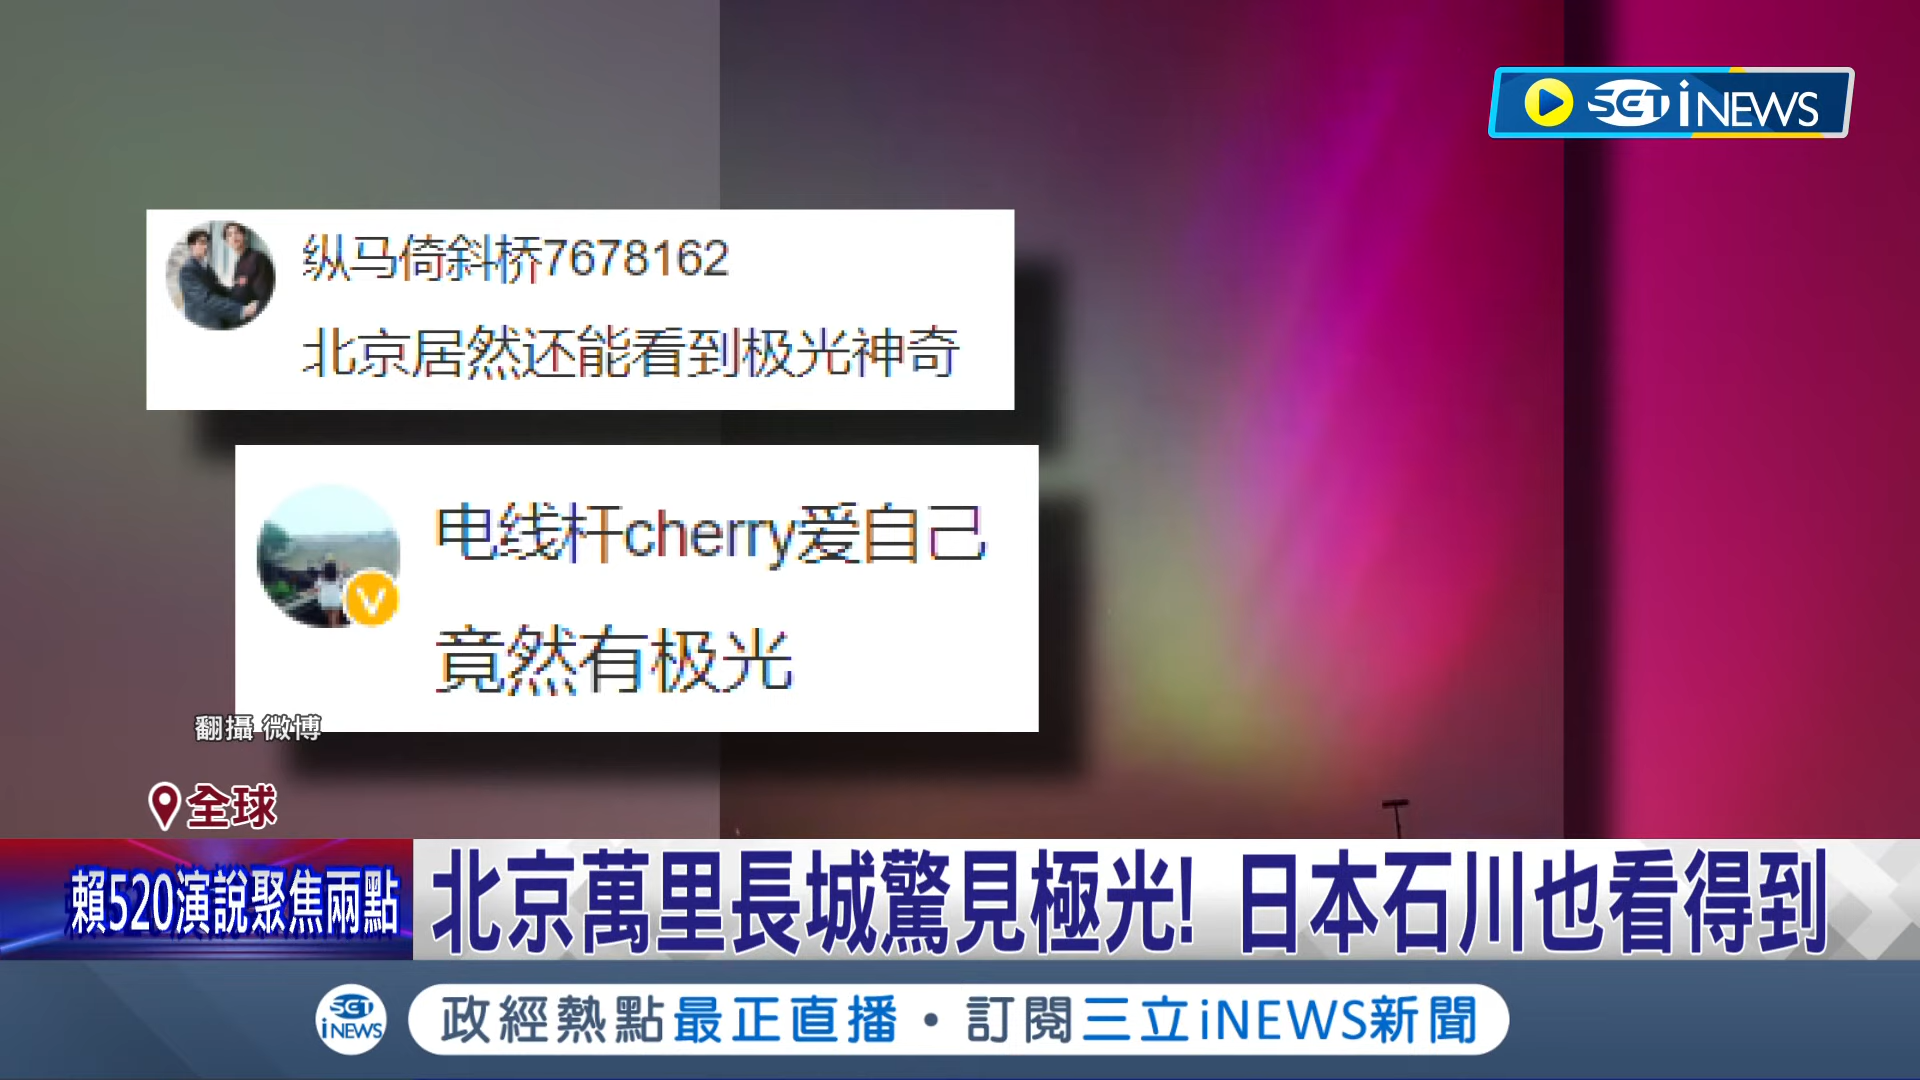 SET iNEWS
纵马倚斜桥7678162
北京居然还能看到极光神奇
电线杆cherry爱自己
竟然有极光
翻攝 微博
全球
賴520演說聚焦兩點
北京萬里長城驚見極光! 日本石川也看得到
SET iNEWS
政經熱點最正直播・訂閱三立iNEWS新聞